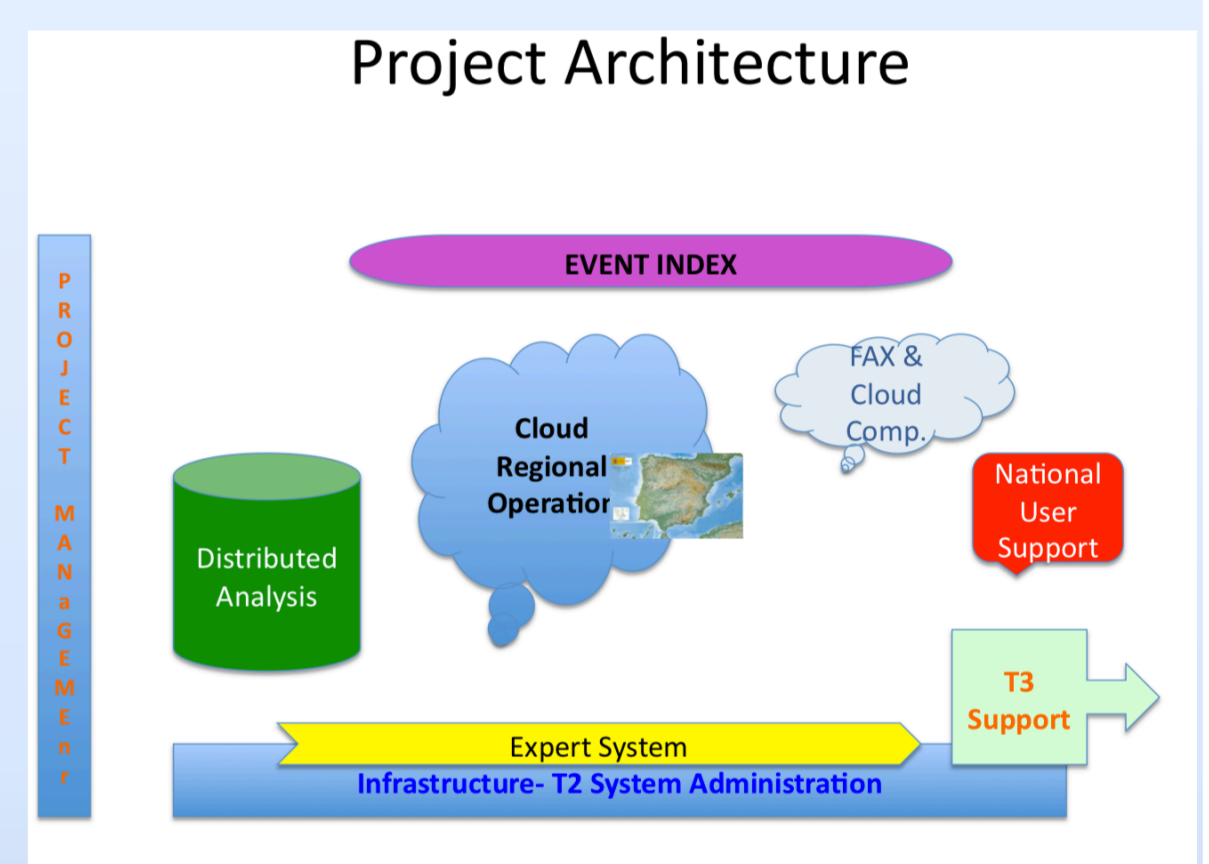 Project Architecture
P
R
O
J
E
C
T
M
A
N
a
G
E
M
E
n
r
EVENT INDEX
FAX &
Cloud
Comp.
Cloud
Regional
Operation
National
User
Support
Distributed
Analysis
T3
Support
Expert System
Infrastructure- T2 System Administration